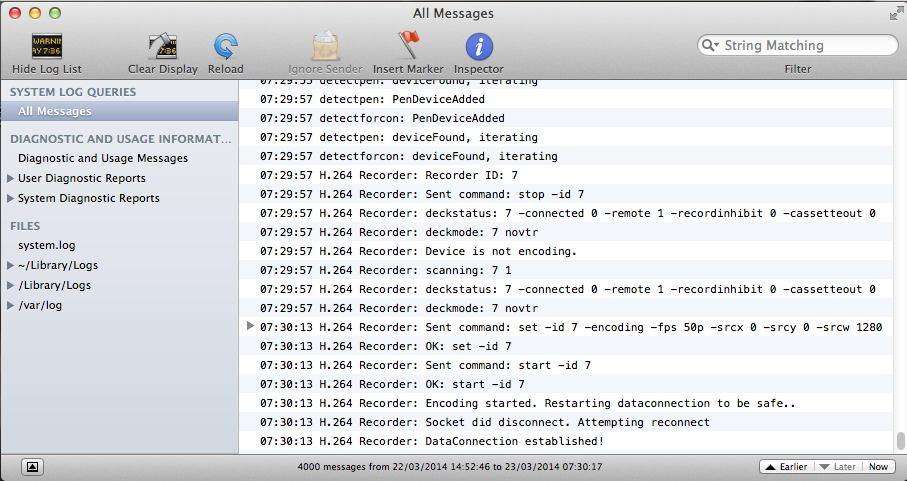 All Messages
WARNI
AY 7:36
7:36
Hide Log List
Clear Display
Reload
Ignore Sender
Insert Marker
Inspector
String Matching
Filter
SYSTEM LOG QUERIES
All Messages
DIAGNOSTIC AND USAGE INFORMAT...
Diagnostic and Usage Messages
User Diagnostic Reports
System Diagnostic Reports
FILES
system.log
~/Library/Logs
/Library/Logs
/var/log
07:29:55 detectpen: deviceFound, iterating
07:29:57 detectpen: PenDeviceAdded
07:29:57 detectforcon: PenDeviceAdded
07:29:57 detectpen: deviceFound, iterating
07:29:57 detectforcon: deviceFound, iterating
07:29:57 H.264 Recorder: Recorder ID: 7
07:29:57 H.264 Recorder: Sent command: stop -id 7
07:29:57 H.264 Recorder: deckstatus: 7 -connected 0 -remote 1 -recordinhibit 0 -cassetteout 0
07:29:57 H.264 Recorder: deckmode: 7 novtr
07:29:57 H.264 Recorder: Device is not encoding.
07:29:57 H.264 Recorder: scanning: 7 1
07:29:57 H.264 Recorder: deckstatus: 7 -connected 0 -remote 1 -recordinhibit 0 -cassetteout 0
07:29:57 H.264 Recorder: deckmode: 7 novtr
07:30:13 H.264 Recorder: Sent command: set -id 7 -encoding -fps 50p -srcx 0 -srcy 0 -srcw 1280
07:30:13 H.264 Recorder: OK: set -id 7
07:30:13 H.264 Recorder: Sent command: start -id 7
07:30:13 H.264 Recorder: OK: start -id 7
07:30:13 H.264 Recorder: Encoding started. Restarting dataconnection to be safe..
07:30:13 H.264 Recorder: Socket did disconnect. Attempting reconnect
07:30:13 H.264 Recorder: DataConnection established!
4000 messages from 22/03/2014 14:52:46 to 23/03/2014 07:30:17
Earlier
Later
Now